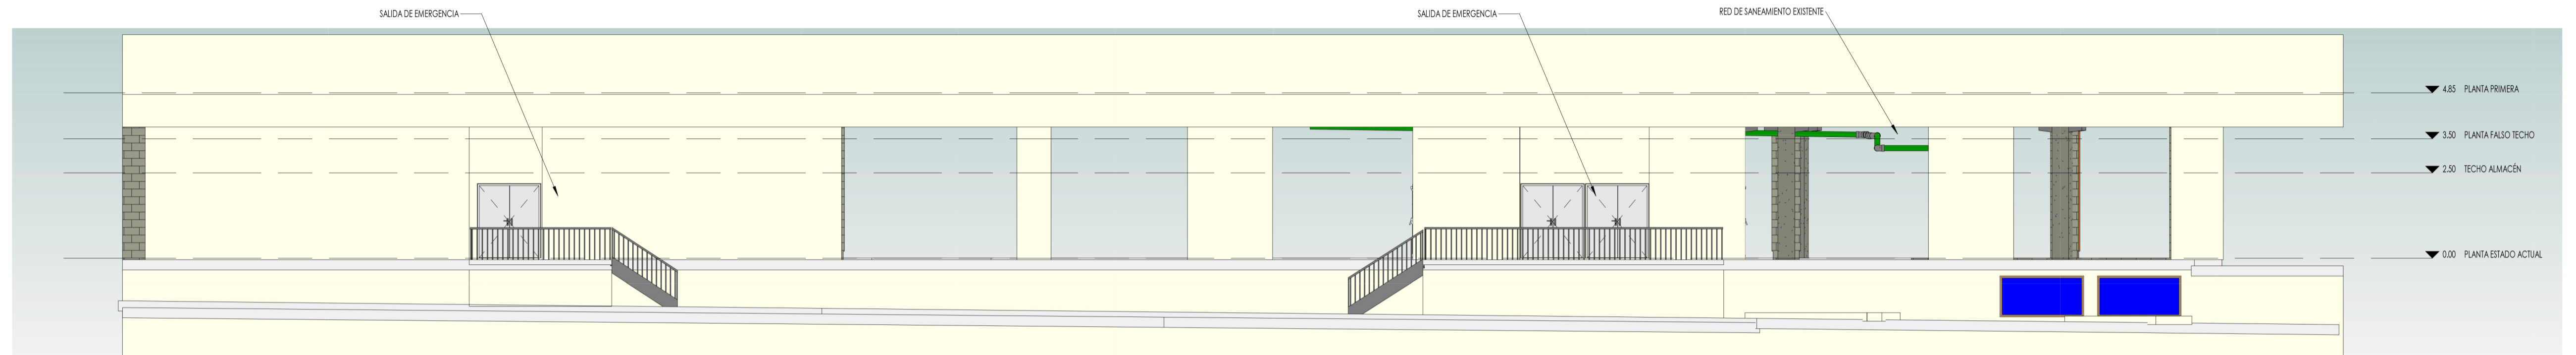 SALIDA DE EMERGENCIA
SALIDA DE EMERGENCIA
RED DE SANEAMIENTO EXISTENTE
4.85 PLANTA PRIMERA
3.50 PLANTA FALSO TECHO
2.50 TECHO ALMACÉN
0.00 PLANTA ESTADO ACTUAL